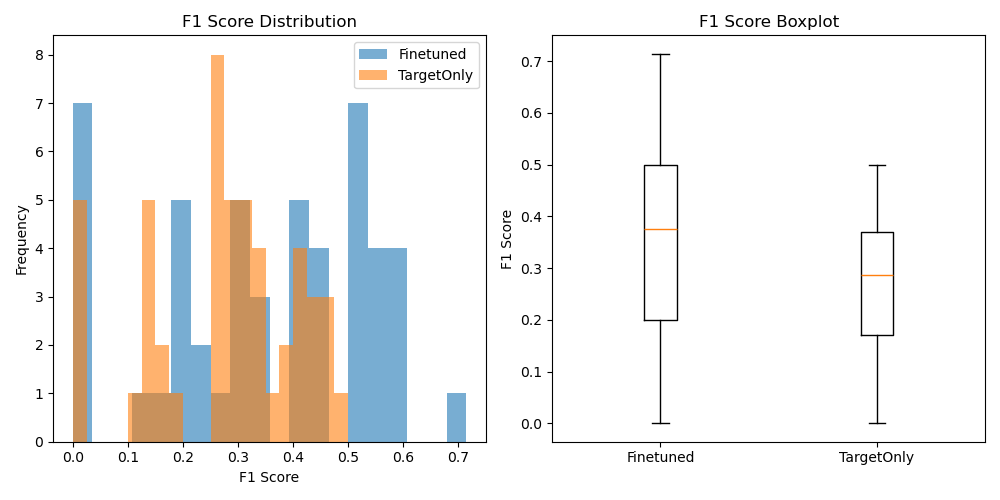 F1 Score Distribution
Finetuned
TargetOnly
Frequency
8
7
6
5
4
3
2
1
0
0.0 0.1 0.2 0.3 0.4 0.5 0.6 0.7
F1 Score
F1 Score Boxplot
F1 Score
0.7
0.6
0.5
0.4
0.3
0.2
0.1
0.0
Finetuned TargetOnly